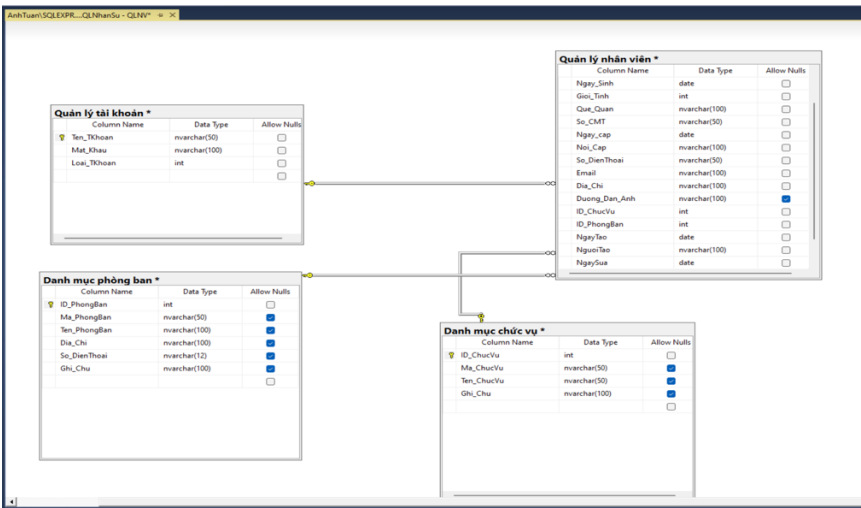 AnhTuan\SQLEXPR....QLNhanSu - QLNV*
Quản lý tài khoản *
Column Name Data Type Allow Nulls
Ten_TKhoan nvarchar(50)
Mat_Khau nvarchar(100)
Loai_TKhoan int
Quản lý nhân viên *
Column Name Data Type Allow Nulls
Ngay_Sinh date
Gioi_Tinh int
Que_Quan nvarchar(100)
So_CMT nvarchar(50)
Ngay_cap date
Noi_Cap nvarchar(100)
So_DienThoai nvarchar(50)
Email nvarchar(100)
Dia_Chi nvarchar(100)
Duong_Dan_Anh nvarchar(100)
ID_ChucVu int
ID_PhongBan int
NgayTao date
NguoiTao nvarchar(100)
NgaySua date
Danh mục phòng ban *
Column Name Data Type Allow Nulls
ID_PhongBan int
Ma_PhongBan nvarchar(50)
Ten_PhongBan nvarchar(100)
Dia_Chi nvarchar(100)
So_DienThoai nvarchar(12)
Ghi_Chu nvarchar(100)
Danh mục chức vụ *
Column Name Data Type Allow Nulls
ID_ChucVu int
Ma_ChucVu nvarchar(50)
Ten_ChucVu nvarchar(50)
Ghi_Chu nvarchar(100)